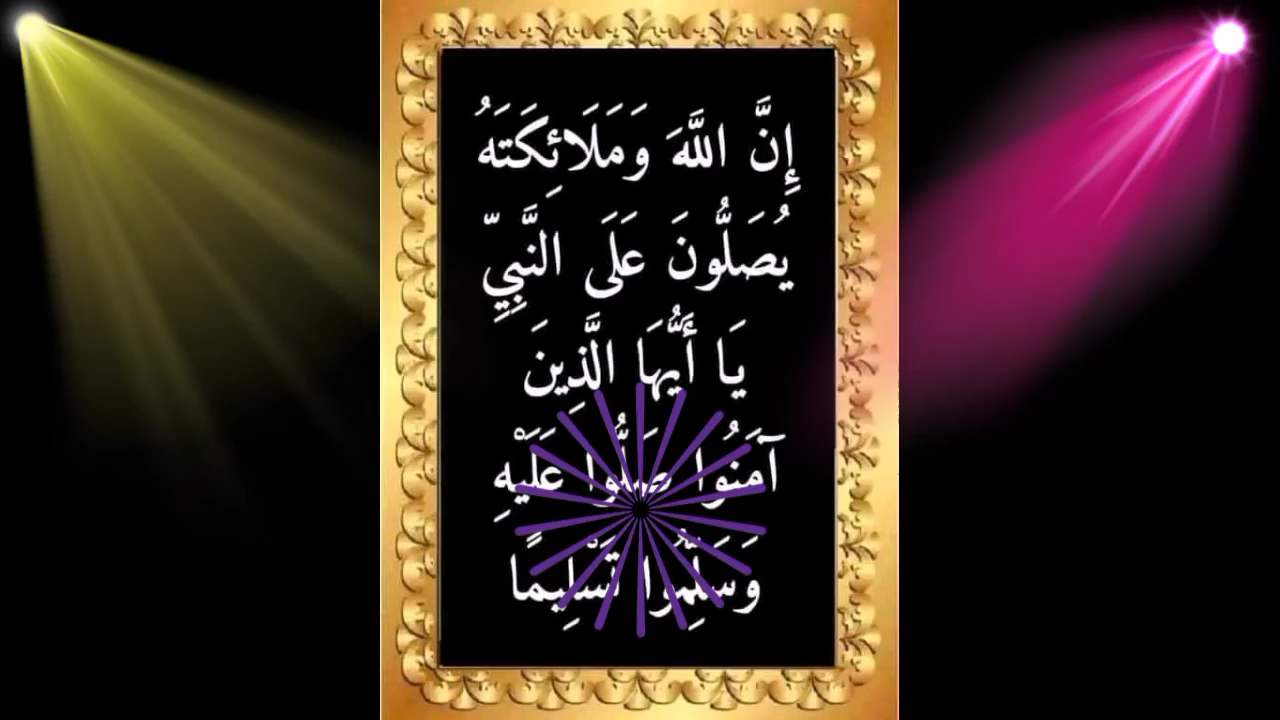 إِنَّ اللَّهَ وَمَلَائِكَتَهُ
يُصَلُّونَ عَلَى النَّبِيِّ
يَا أَيُّهَا الَّذِينَ
آمَنُوا صَلُّوا عَلَيْهِ
وَسَلِّمُوا تَسْلِيمًا